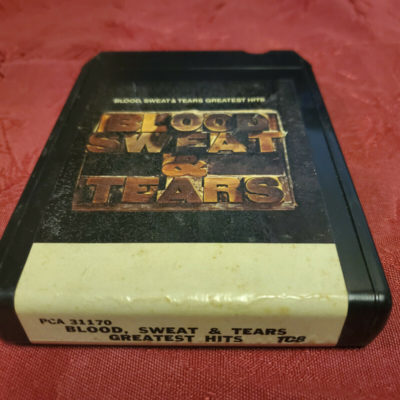 BLOOD, SWEAT & TEARS GREATEST HITS
BLOOD
SWEAT
&
TEARS
PCA 31170
BLOOD, SWEAT & TEARS
GREATEST HITS TC8